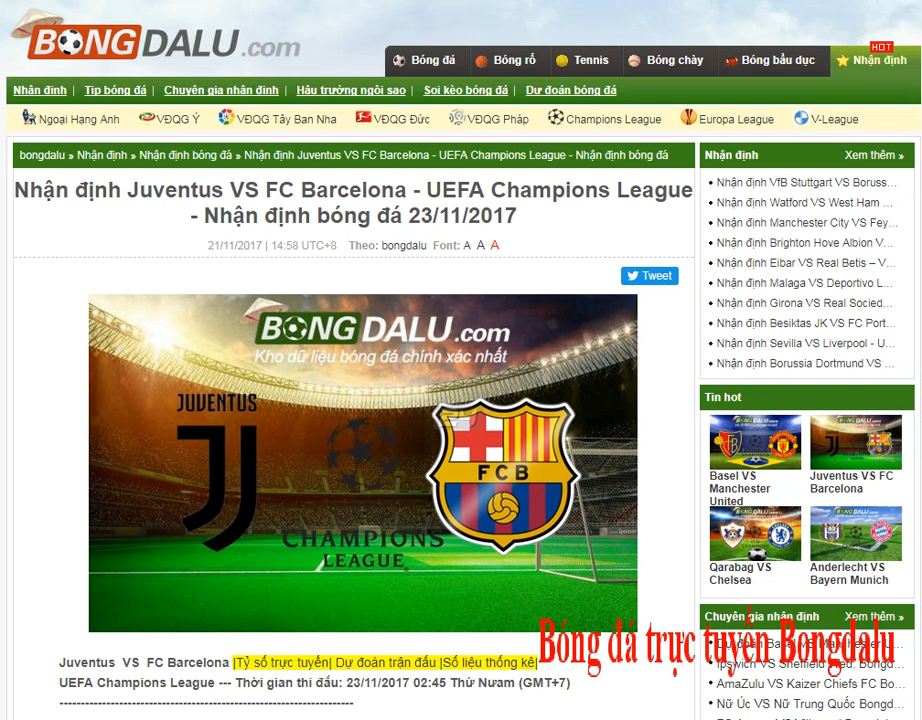 BONGDALU.com
HOT
Bóng đá
Bóng rổ
Tennis
Bóng chày
Bóng bầu dục
Nhận định
Nhận định | Tip bóng đá | Chuyên gia nhận định | Hâu trường ngôi sao | Soi kèo bóng đá | Dự đoán bóng đá
Ngoại Hạng Anh
VĐQG Ý
VĐQG Tây Ban Nha
VĐQG Đức
VĐQG Pháp
Champions League
Europa League
V-League
bongdalu » Nhận định » Nhận định bóng đá » Nhận định Juventus VS FC Barcelona - UEFA Champions League - Nhận định bóng đá
Nhận định Juventus VS FC Barcelona - UEFA Champions League
- Nhận định bóng đá 23/11/2017
21/11/2017 | 14:58 UTC+8 Theo: bongdalu Font: A A A
Tweet
BONGDALU.com
Kho dữ liệu bóng đá chính xác nhất
JUVENTUS
FCB
CHAMPIONS
LEAGUE
Juventus VS FC Barcelona |Tỷ số trực tuyến| Dự đoán trận đấu |Số liệu thống kê|
UEFA Champions League --- Thời gian thi đấu: 23/11/2017 02:45 Thứ Nưam (GMT+7)
----------------------------------------------------------------
Nhận định Xem thêm »
Nhận định VfB Stuttgart VS Boruss...
Nhận định Watford VS West Ham ...
Nhận định Manchester City VS Fey...
Nhận định Brighton Hove Albion V...
Nhận định Eibar VS Real Betis – V...
Nhận định Malaga VS Deportivo L...
Nhận định Girona VS Real Socied...
Nhận định Besiktas JK VS FC Port...
Nhận định Sevilla VS Liverpool - U...
Nhận định Borussia Dortmund VS ...
Tin hot
Basel VS
Manchester
United
Juventus VS FC
Barcelona
Qarabag VS
Chelsea
Anderlecht VS
Bayern Munich
Chuyên gia nhận định Xem thêm »
Bóng đá trực tuyến Bongdalu
Dự đoán Basel VS Manchester U...
Ipswich VS Sheffield Wed. Bongd...
AmaZulu VS Kaizer Chiefs FC Bo...
Nữ Úc VS Nữ Trung Quốc Bongd...